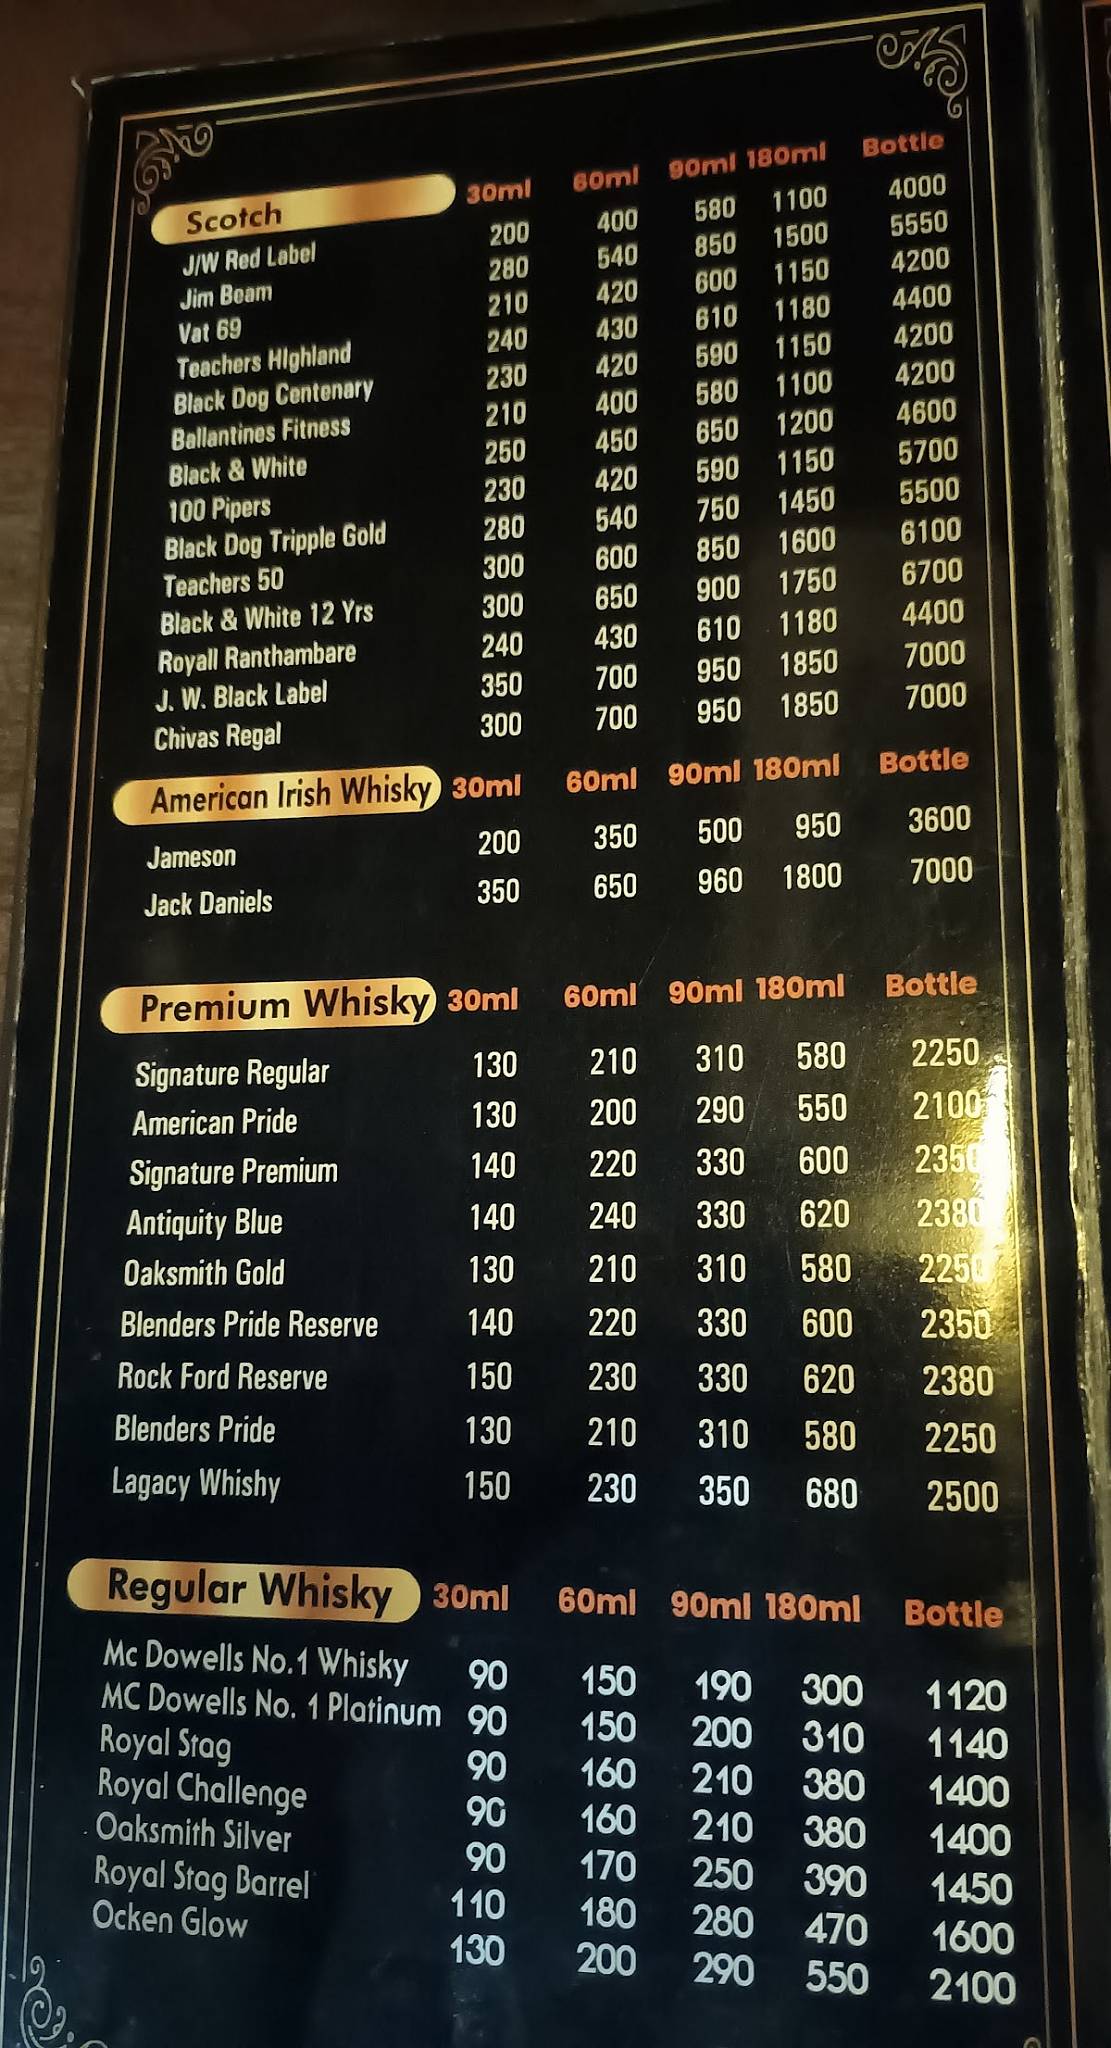 Scotch 30ml 60ml 90ml 180ml Bottle
J/W Red Label 200 400 580 1100 4000
Jim Beam 280 540 850 1500 5550
Vat 69 210 420 600 1150 4200
Teachers HIghland 240 430 610 1180 4400
Black Dog Centenary 230 420 590 1150 4200
Ballantines Fitness 210 400 580 1100 4200
Black & White 250 450 650 1200 4600
100 Pipers 230 420 590 1150 5700
Black Dog Tripple Gold 280 540 750 1450 5500
Teachers 50 300 600 850 1600 6100
Black & White 12 Yrs 300 650 900 1750 6700
Royall Ranthambare 240 430 610 1180 4400
J. W. Black Label 350 700 950 1850 7000
Chivas Regal 300 700 950 1850 7000
American Irish Whisky 30ml 60ml 90ml 180ml Bottle
Jameson 200 350 500 950 3600
Jack Daniels 350 650 960 1800 7000
Premium Whisky 30ml 60ml 90ml 180ml Bottle
Signature Regular 130 210 310 580 2250
American Pride 130 200 290 550 2100
Signature Premium 140 220 330 600 2350
Antiquity Blue 140 240 330 620 2380
Oaksmith Gold 130 210 310 580 2250
Blenders Pride Reserve 140 220 330 600 2350
Rock Ford Reserve 150 230 330 620 2380
Blenders Pride 130 210 310 580 2250
Lagacy Whishy 150 230 350 680 2500
Regular Whisky 30ml 60ml 90ml 180ml Bottle
Mc Dowells No.1 Whisky 90 150 190 300 1120
MC Dowells No. 1 Platinum 90 150 200 310 1140
Royal Stag 90 160 210 380 1400
Royal Challenge 90 160 210 380 1400
Oaksmith Silver 90 170 250 390 1450
Royal Stag Barrel 110 180 280 470 1600
Ocken Glow 130 200 290 550 2100